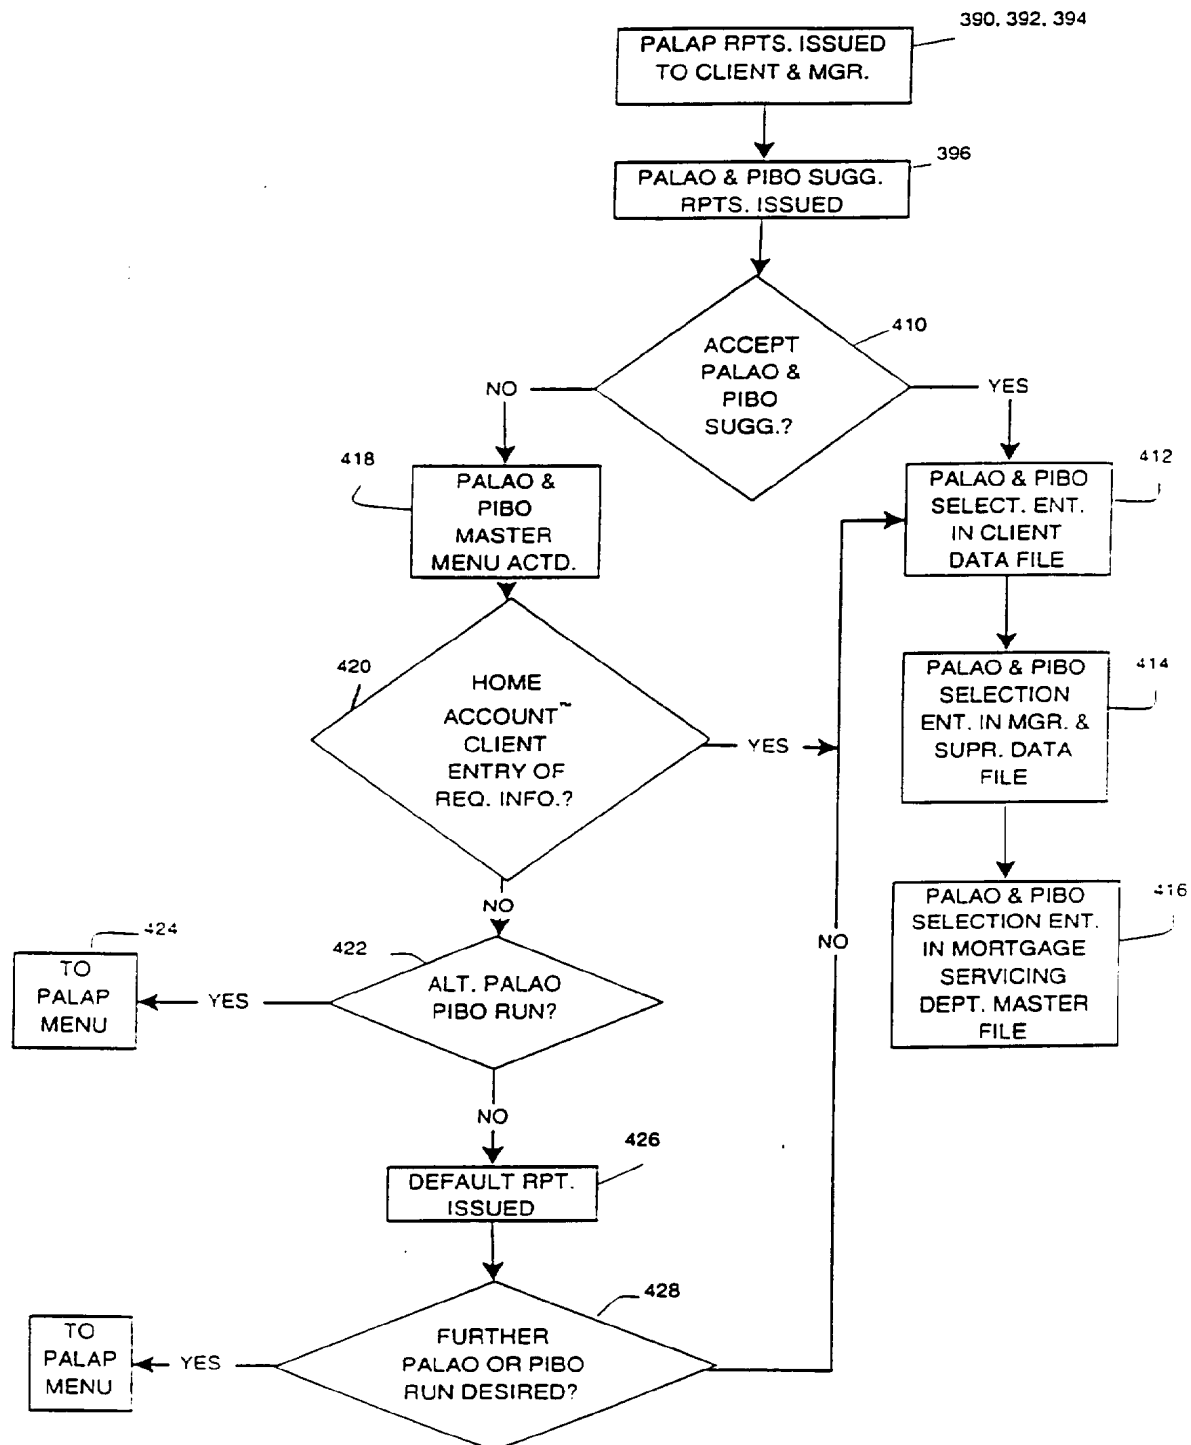 390, 392, 394
PALAP RPTS. ISSUED
TO CLIENT & MGR.
396
PALAO & PIBO SUGG.
RPTS. ISSUED
410
ACCEPT
PALAO &
PIBO
SUGG.?
NO
YES
418
PALAO &
PIBO
MASTER
MENU ACTD.
412
PALAO & PIBO
SELECT. ENT.
IN CLIENT
DATA FILE
420
HOME
ACCOUNT™
CLIENT
ENTRY OF
REQ. INFO.?
YES
414
PALAO & PIBO
SELECTION
ENT. IN MGR. &
SUPR. DATA
FILE
NO
416
PALAO & PIBO
SELECTION ENT.
IN MORTGAGE
SERVICING
DEPT. MASTER
FILE
NO
422
ALT. PALAO
PIBO RUN?
YES
424
TO
PALAP
MENU
NO
426
DEFAULT RPT.
ISSUED
428
FURTHER
PALAO OR PIBO
RUN DESIRED?
YES
TO
PALAP
MENU